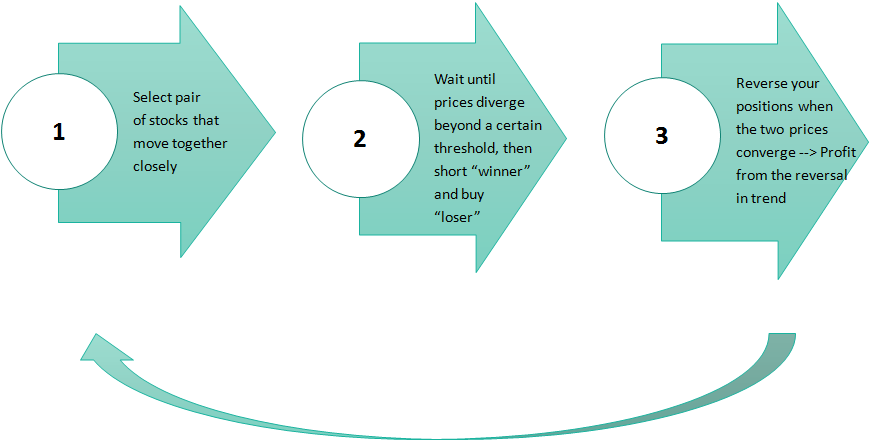 1
Select pair
of stocks that
move together
closely
2
Wait until
prices diverge
beyond a certain
threshold, then
short “winner”
and buy
“loser”
3
Reverse your
positions when
the two prices
converge --> Profit
from the reversal
in trend